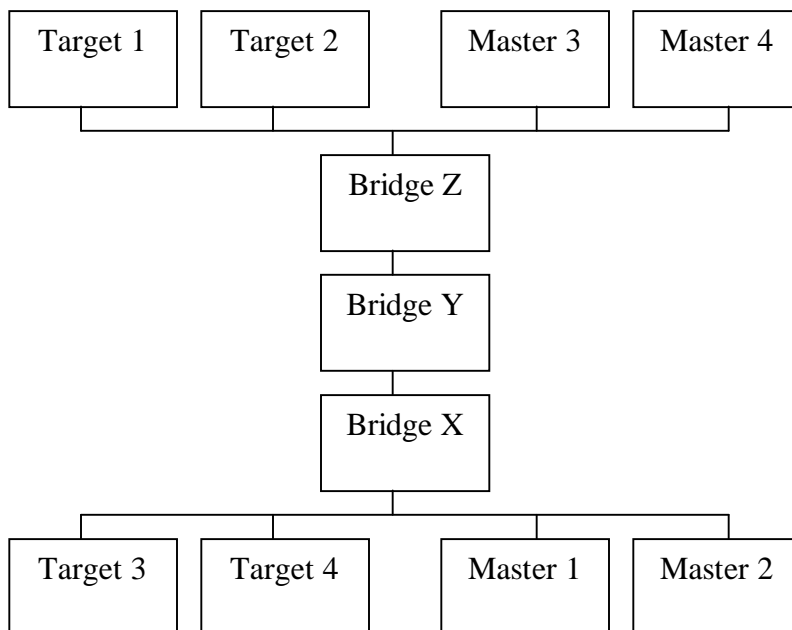 Target 1
Target 2
Master 3
Master 4
Bridge Z
Bridge Y
Bridge X
Target 3
Target 4
Master 1
Master 2